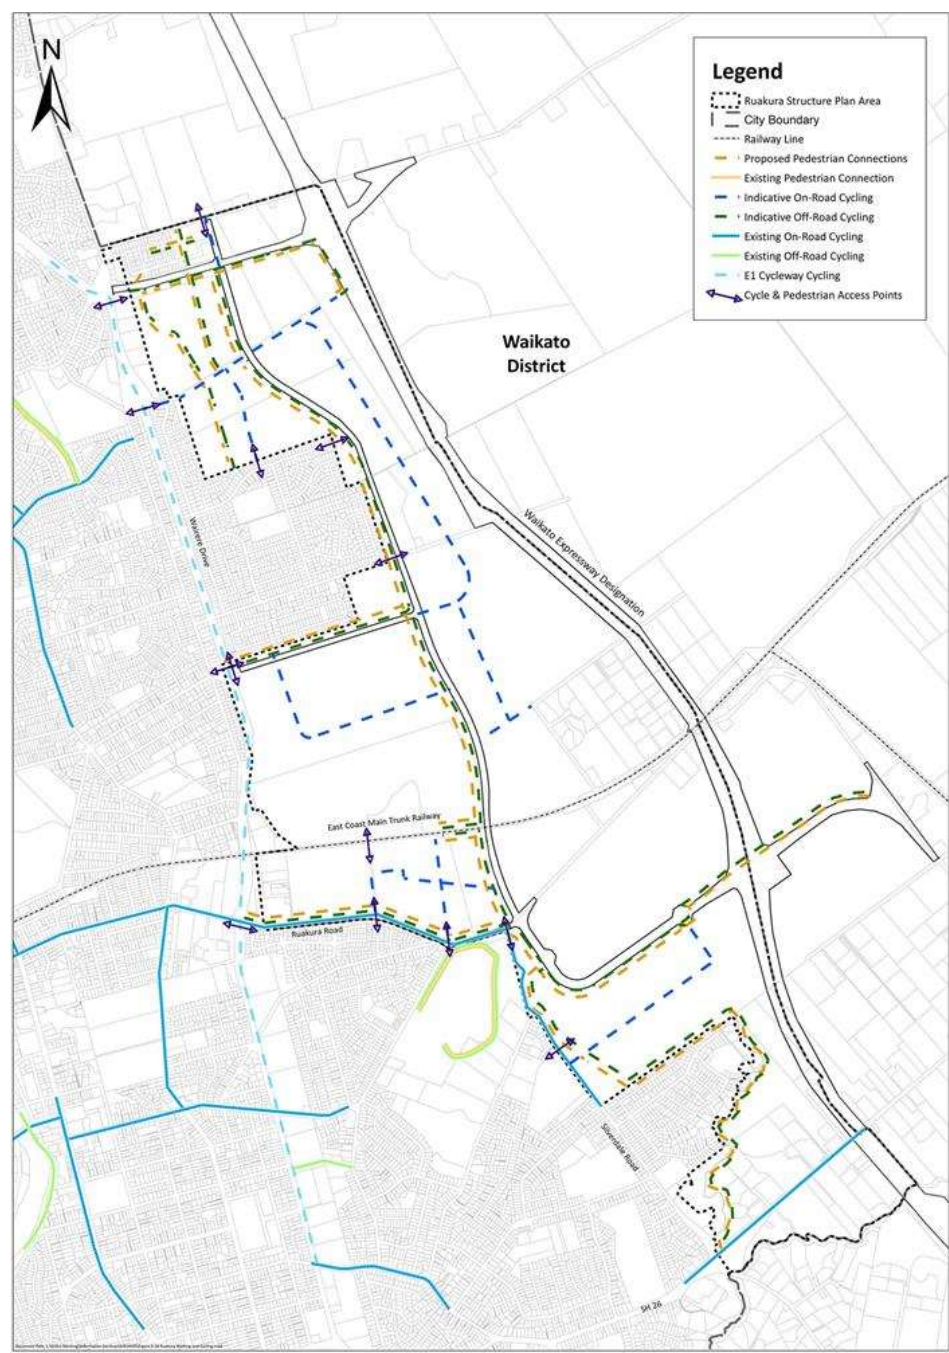 N
Legend
Ruakura Structure Plan Area
City Boundary
Railway Line
Proposed Pedestrian Connections
Existing Pedestrian Connection
Indicative On-Road Cycling
Indicative Off-Road Cycling
Existing On-Road Cycling
Existing Off-Road Cycling
E1 Cycleway Cycling
Cycle & Pedestrian Access Points
Waikato
District
Wairere Drive
Waikato Expressway Designation
East Coast Main Trunk Railway
Ruakura Road
Silverdale Road
SH 26